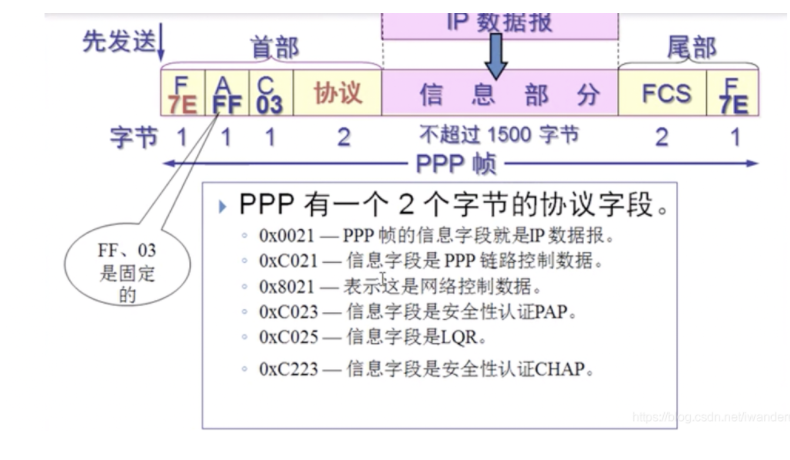 IP 数据报
先发送
首部
尾部
F A C 协议 信息部分 FCS F
7E FF 03 7E
字节 1 1 1 2 不超过 1500 字节 2 1
PPP 帧
FF、03
是固定
的
PPP 有一个 2 个字节的协议字段。
0x0021 — PPP 帧的信息字段就是IP 数据报。
0xC021 — 信息字段是 PPP 链路控制数据。
0x8021 — 表示这是网络控制数据。
0xC023 — 信息字段是安全性认证PAP。
0xC025 — 信息字段是LQR。
0xC223 — 信息字段是安全性认证CHAP。
https://blog.csdn.net/iwanden